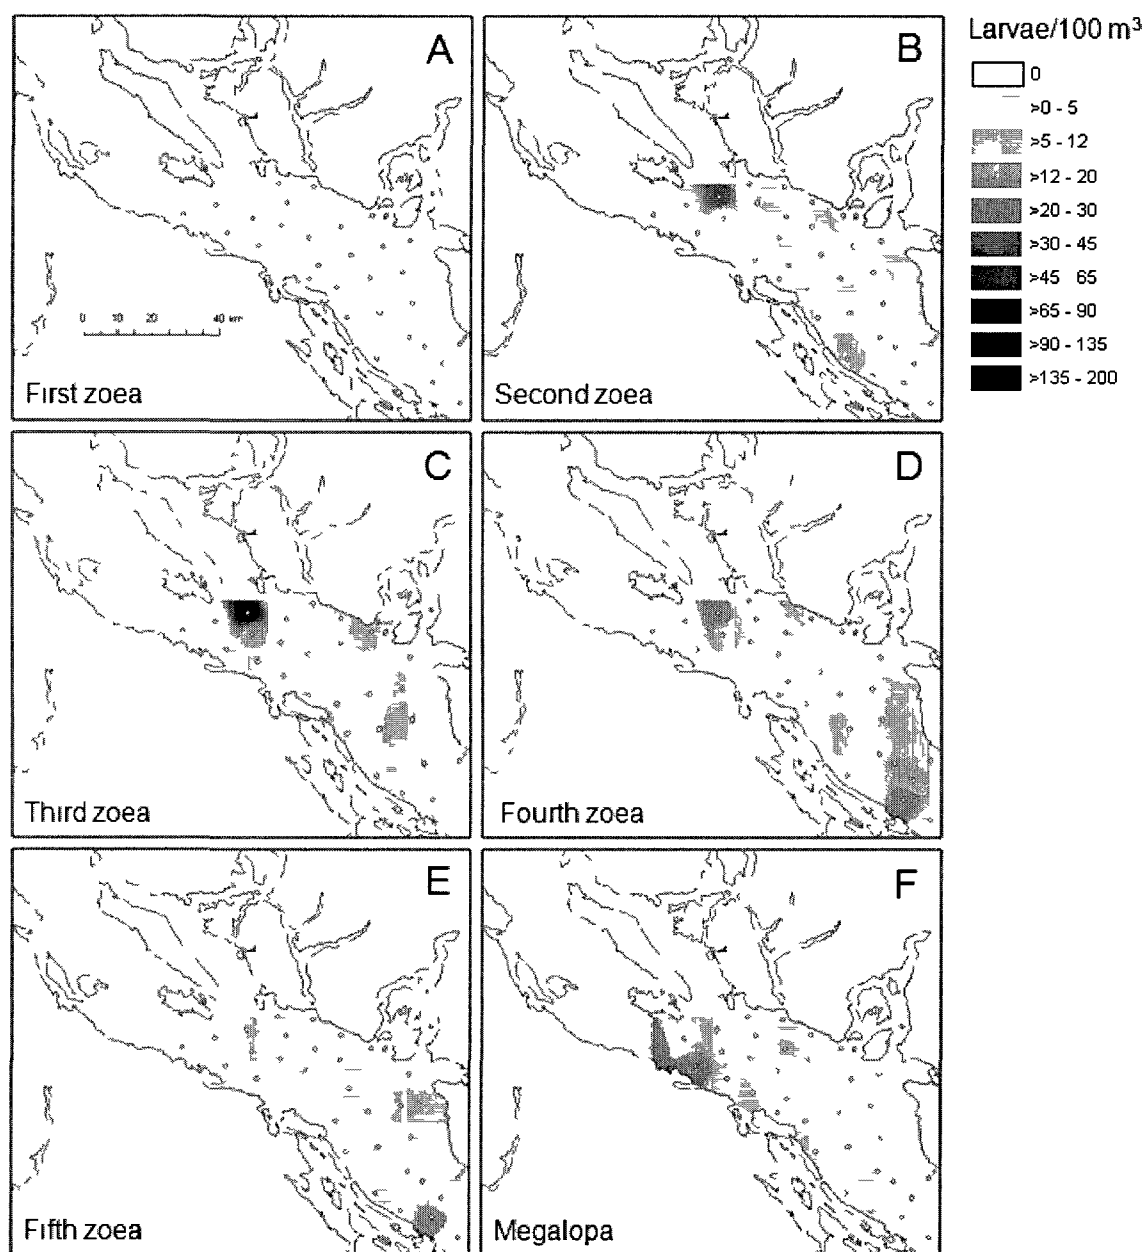 A
B
Larvae/100 m³
0
>0 - 5
>5 - 12
>12 - 20
>20 - 30
>30 - 45
>45 65
>65 - 90
>90 - 135
>135 - 200
0 10 20 40 km
First zoea
Second zoea
C
D
Third zoea
Fourth zoea
E
F
Fifth zoea
Megalopa